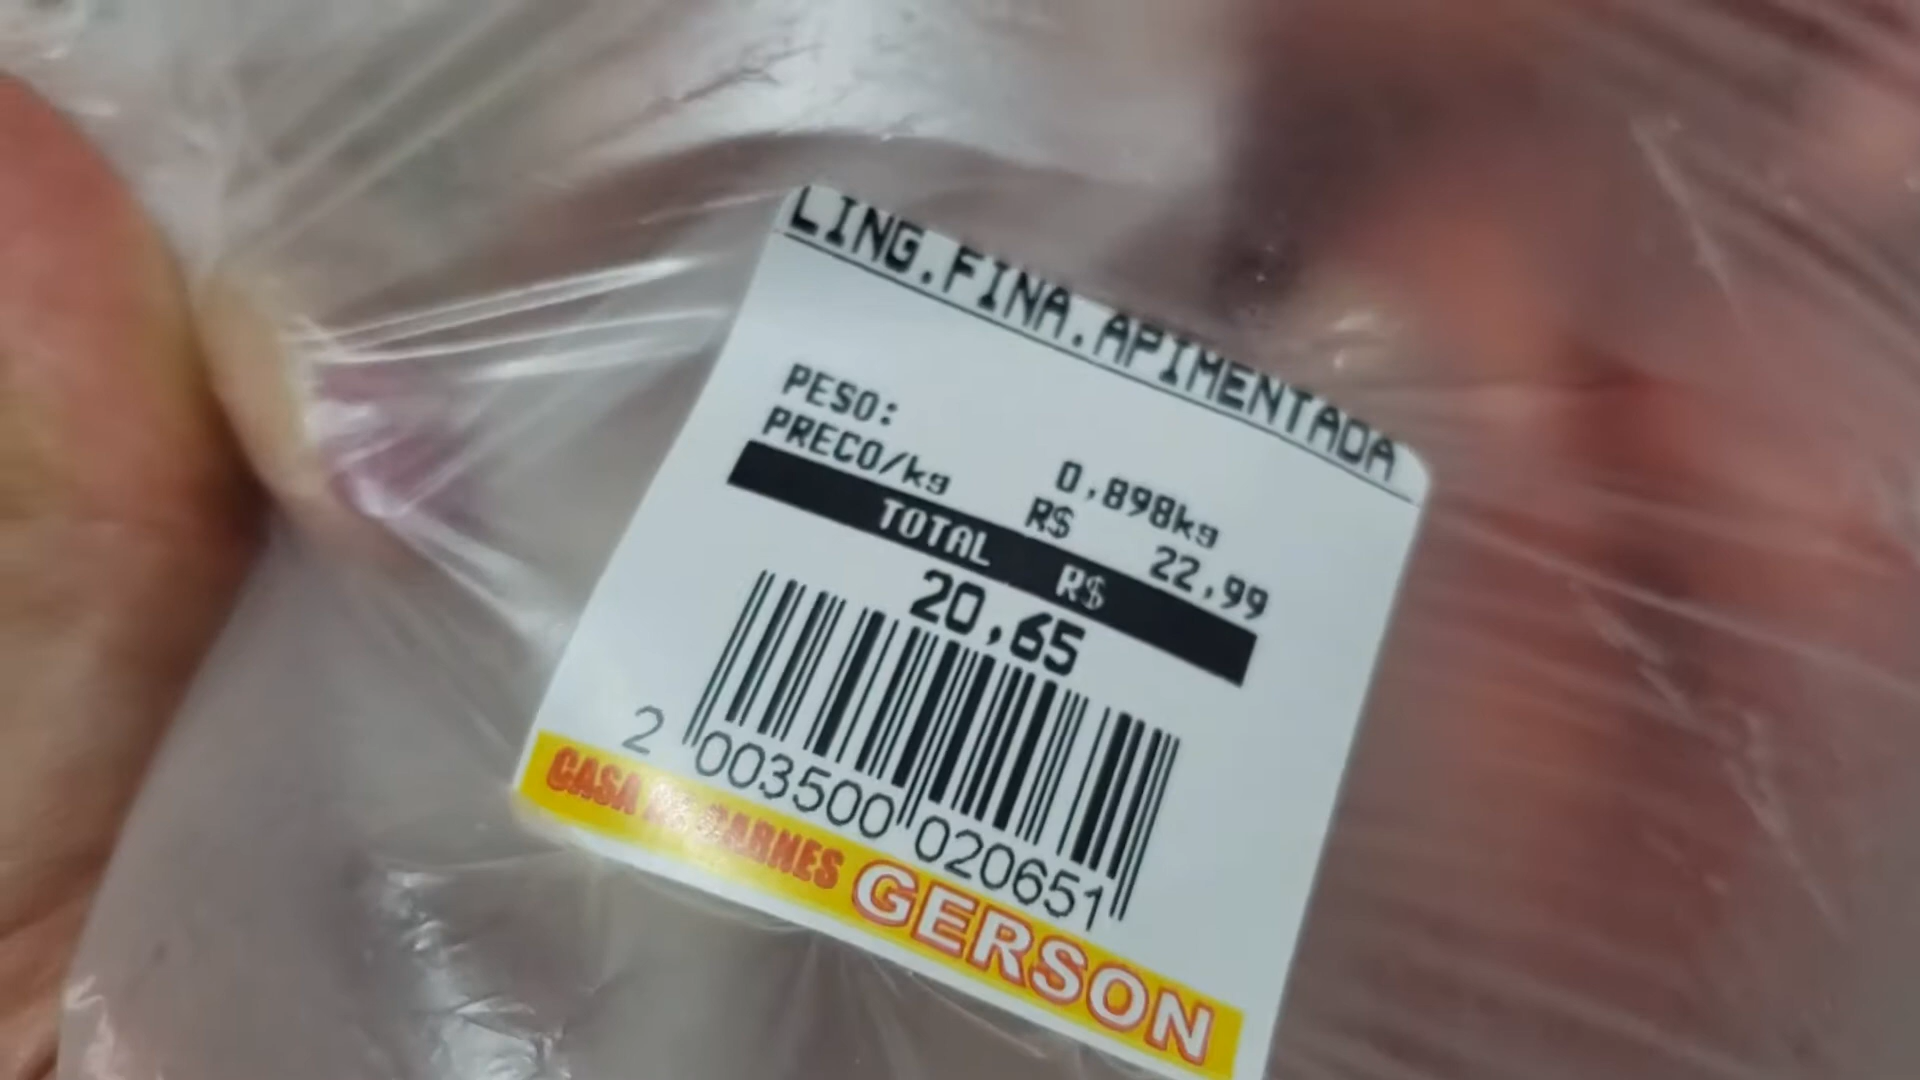 LING.FINA.APIMENTADA
PESO: 0,898kg
PRECO/kg R$ 22,99
TOTAL R$
20,65
2 003500 020651
CASA DE CARNES GERSON